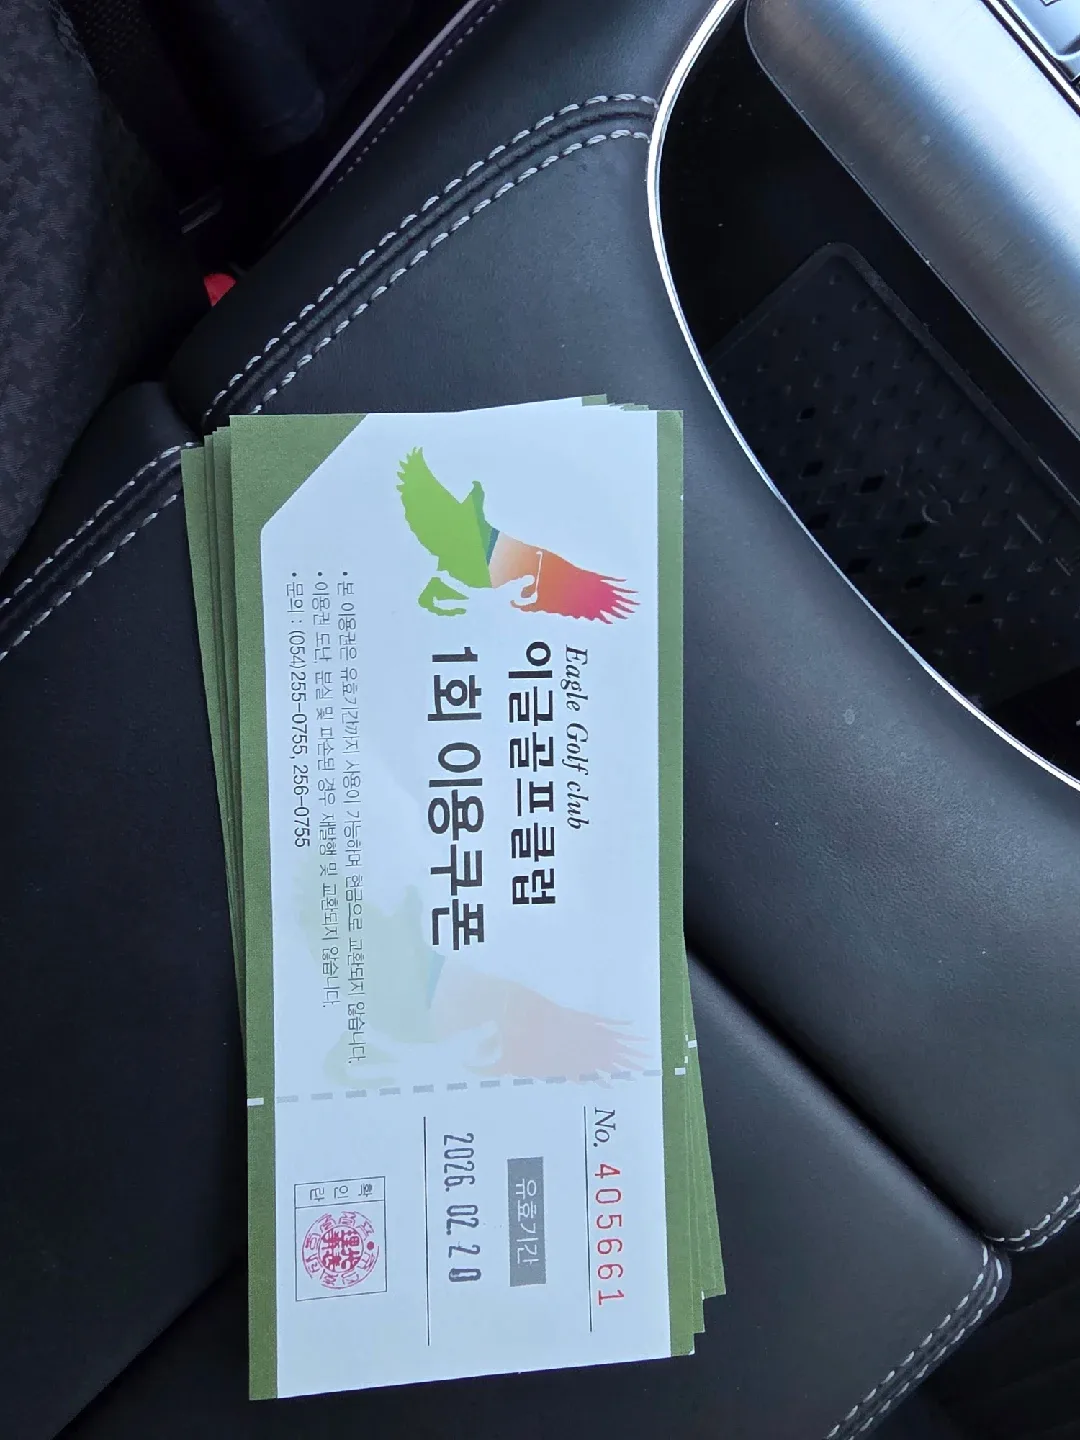 Eagle Golf club
이글골프클럽
1회 이용쿠폰
• 본 이용권은 유효기간까지 사용이 가능하며 현금으로 교환되지 않습니다.
• 이용권 도난, 분실 및 파손된 경우 재발행 및 교환되지 않습니다.
• 문의 : (054)255-0755, 256-0755
No. 405661
유효기간
2026. 02. 20
확인란